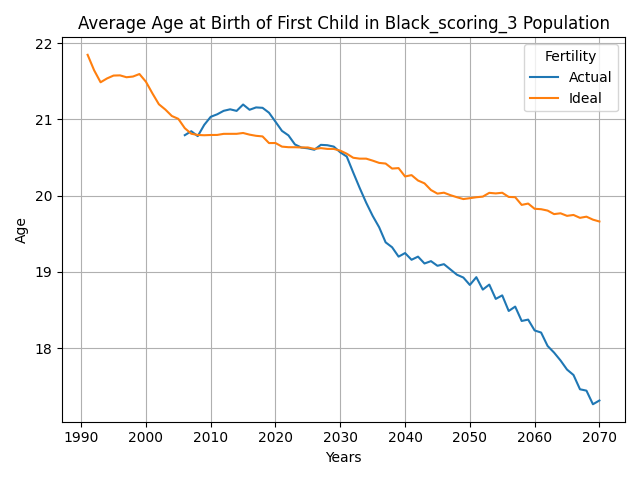 Average Age at Birth of First Child in Black_scoring_3 Population
Fertility
Actual
Ideal
Age
22
21
20
19
18
1990 2000 2010 2020 2030 2040 2050 2060 2070
Years